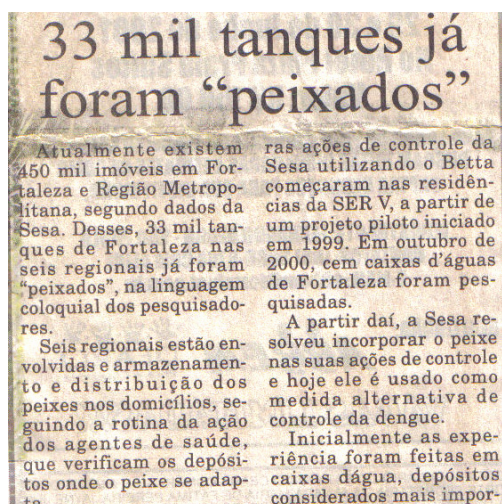 33 mil tanques já
foram “peixados”
Atualmente existem
450 mil imóveis em For-
taleza e Região Metropo-
litana, segundo dados da
Sesa. Desses, 33 mil tan-
ques de Fortaleza nas
seis regionais já foram
“peixados”, na linguagem
coloquial dos pesquisado-
res.
Seis regionais estão en-
volvidas e armazenamen-
to e distribuição dos
peixes nos domicílios, se-
guindo a rotina da ação
dos agentes de saúde,
que verificam os depósi-
tos onde o peixe se adap-
ras ações de controle da
Sesa utilizando o Betta
começaram nas residên-
cias da SER V, a partir de
um projeto piloto iniciado
em 1999. Em outubro de
2000, cem caixas d'águas
de Fortaleza foram pes-
quisadas.
A partir daí, a Sesa re-
solveu incorporar o peixe
nas suas ações de controle
e hoje ele é usado como
medida alternativa de
controle da dengue.
Inicialmente as expe-
riência foram feitas em
caixas dágua, depósitos
considerados mais impor-